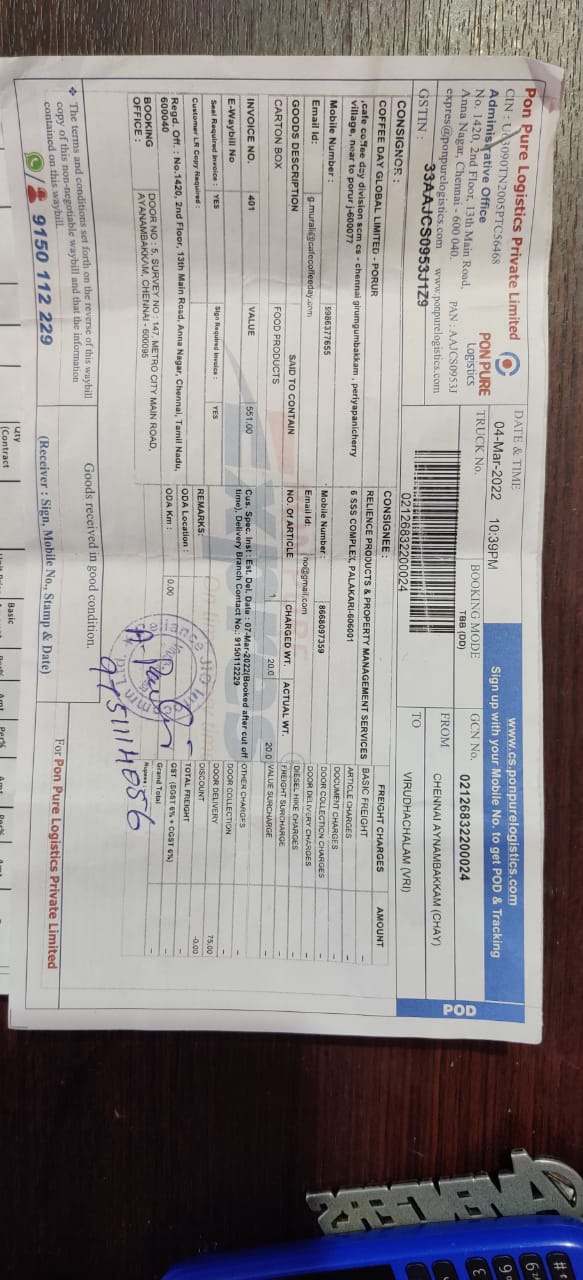 Pon Pure Logistics Private Limited
Administrative Office
No. 1420, 2nd Floor, 13th Main Road,
Anna Nagar, Chennai - 600 040. PAN : AAJCS0953J
expres@ponpurelogistics.com www.ponpurelogistics.com
GSTIN : 33AAJCS0953J1Z9
PON PURE
Logistics
DATE & TIME
04-Mar-2022 10:39PM
TRUCK No.
BOOKING MODE
TBB (DD)
02126832200024
www.cs.ponpurelogistics.com
Sign up with your Mobile No. to get POD & Tracking
GCN No. 02126832200024
FROM
CHENNAI AYNAMBAKKAM (CHAY)
TO
VIRUDHACHALAM (VRI)
POD
CONSIGNOR :
COFFEE DAY GLOBAL LIMITED - PORUR
,cafe coffee day division scm cs - chennai girumgumbakkam , periyapanicherry
village, near to porur j-600077
Mobile Number : 5986377655
Email Id: g.murali@cafecoffeeday.com
GOODS DESCRIPTION SAID TO CONTAIN
CARTON BOX FOOD PRODUCTS
INVOICE NO. 401 VALUE 551.00
E-Waybill No
Seal Required Invoice : YES Sign Required Invoice : YES
Customer LR Copy Required :
Regd. Off. : No.1420, 2nd Floor, 13th Main Road, Anna Nagar, Chennai, Tamil Nadu,
600040
BOOKING
OFFICE :
DOOR NO : 5, SURVEY NO : 147, METRO CITY MAIN ROAD,
AYANAMBAKKAM, CHENNAI - 600095
CONSIGNEE :
RELIENCE PRODUCTS & PROPERTY MANAGEMENT SERVICES
6 SSS COMPLEX, PALAKARI-606001
Mobile Number : 8668097359
Email Id: no@gmail.com
NO. OF ARTICLE CHARGED WT. ACTUAL WT.
1 20.0 20.0
Cus. Spec. Inst: Est. Del. Date : 07-Mar-2022(Booked after cut off
time), Delivery Branch Contact No.: 9150112229
REMARKS:
ODA Location :
ODA Km : 0.00
FREIGHT CHARGES AMOUNT
BASIC FREIGHT -
ARTICLE CHARGES -
DOCUMENT CHARGES -
DOOR COLLECTION CHARGES -
DOOR DELIVERY CHARGES -
DIESEL HIKE CHARGES -
FREIGHT SURCHARGE -
VALUE SURCHARGE -
OTHER CHARGES -
DOOR COLLECTION -
DOOR DELIVERY 75.00
DISCOUNT -0.00
TOTAL FREIGHT -
GST (SGST 6% + CGST 6%) -
Grand Total
Rupees -
❖ The terms and conditions set forth on the reverse of this waybill
copy of this non-negotiable waybill and that the information
contained on this waybill.
9150 112 229
Goods received in good condition.
(Receiver : Sign, Mobile No., Stamp & Date)
For Pon Pure Logistics Private Limited
(Contract
Basic